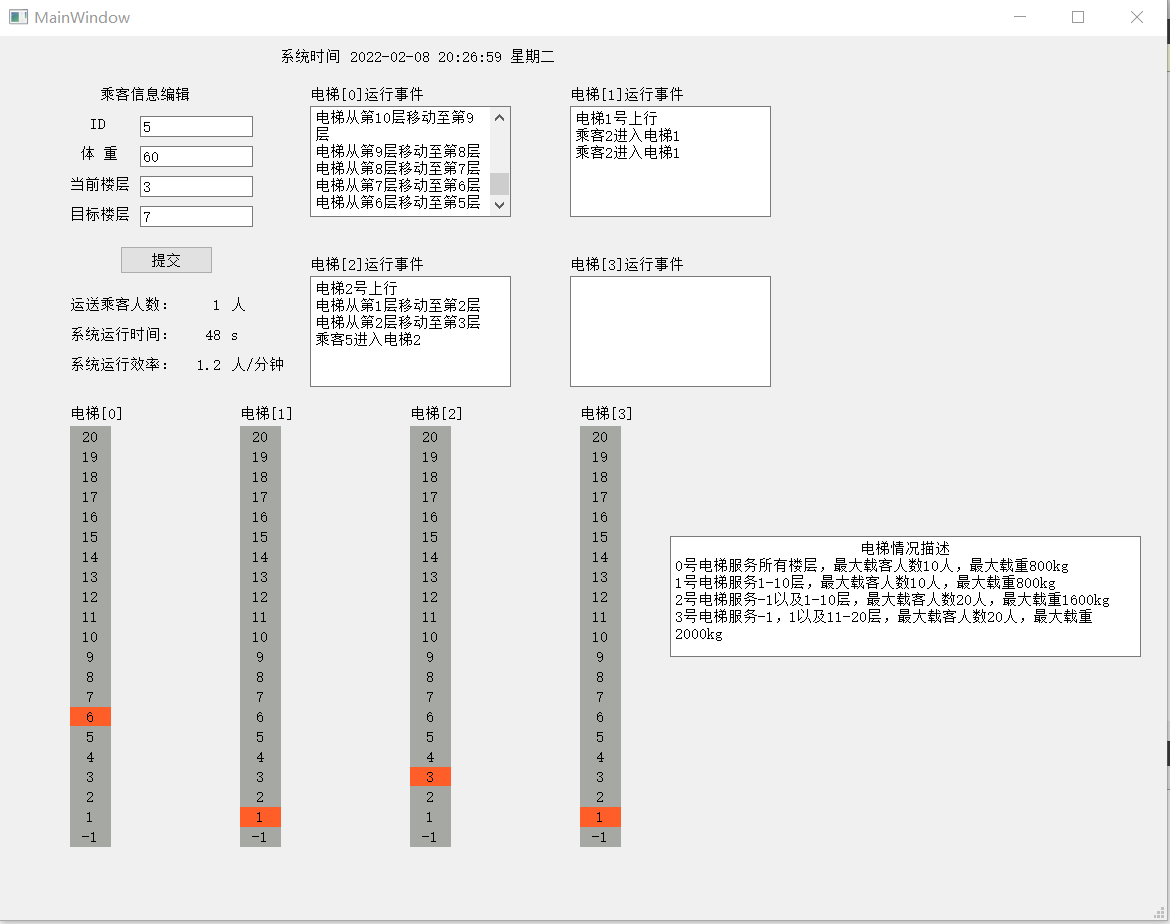 MainWindow
系统时间 2022-02-08 20:26:59 星期二
乘客信息编辑
ID 5
体 重 60
当前楼层 3
目标楼层 7
提交
运送乘客人数： 1 人
系统运行时间： 48 s
系统运行效率： 1.2 人/分钟
电梯[0]运行事件
电梯从第10层移动至第9
层
电梯从第9层移动至第8层
电梯从第8层移动至第7层
电梯从第7层移动至第6层
电梯从第6层移动至第5层
电梯[1]运行事件
电梯1号上行
乘客2进入电梯1
乘客2进入电梯1
电梯[2]运行事件
电梯2号上行
电梯从第1层移动至第2层
电梯从第2层移动至第3层
乘客5进入电梯2
电梯[3]运行事件
电梯[0]
20
19
18
17
16
15
14
13
12
11
10
9
8
7
6
5
4
3
2
1
-1
电梯[1]
20
19
18
17
16
15
14
13
12
11
10
9
8
7
6
5
4
3
2
1
-1
电梯[2]
20
19
18
17
16
15
14
13
12
11
10
9
8
7
6
5
4
3
2
1
-1
电梯[3]
20
19
18
17
16
15
14
13
12
11
10
9
8
7
6
5
4
3
2
1
-1
电梯情况描述
0号电梯服务所有楼层，最大载客人数10人，最大载重800kg
1号电梯服务1-10层，最大载客人数10人，最大载重800kg
2号电梯服务-1以及1-10层，最大载客人数20人，最大载重1600kg
3号电梯服务-1，1以及11-20层，最大载客人数20人，最大载重
2000kg